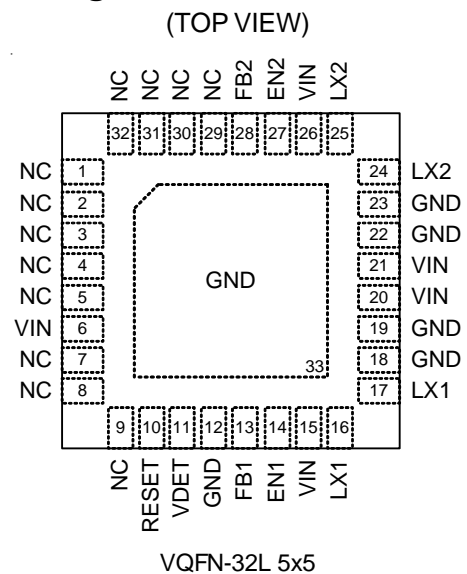 (TOP VIEW)
NC NC NC NC FB2 EN2 VIN LX2
32 31 30 29 28 27 26 25
NC 1 24 LX2
NC 2 23 GND
NC 3 22 GND
NC 4 21 VIN
NC 5 20 VIN
VIN 6 19 GND
NC 7 18 GND
NC 8 17 LX1
GND
33
9 10 11 12 13 14 15 16
NC RESET VDET GND FB1 EN1 VIN LX1
VQFN-32L 5x5